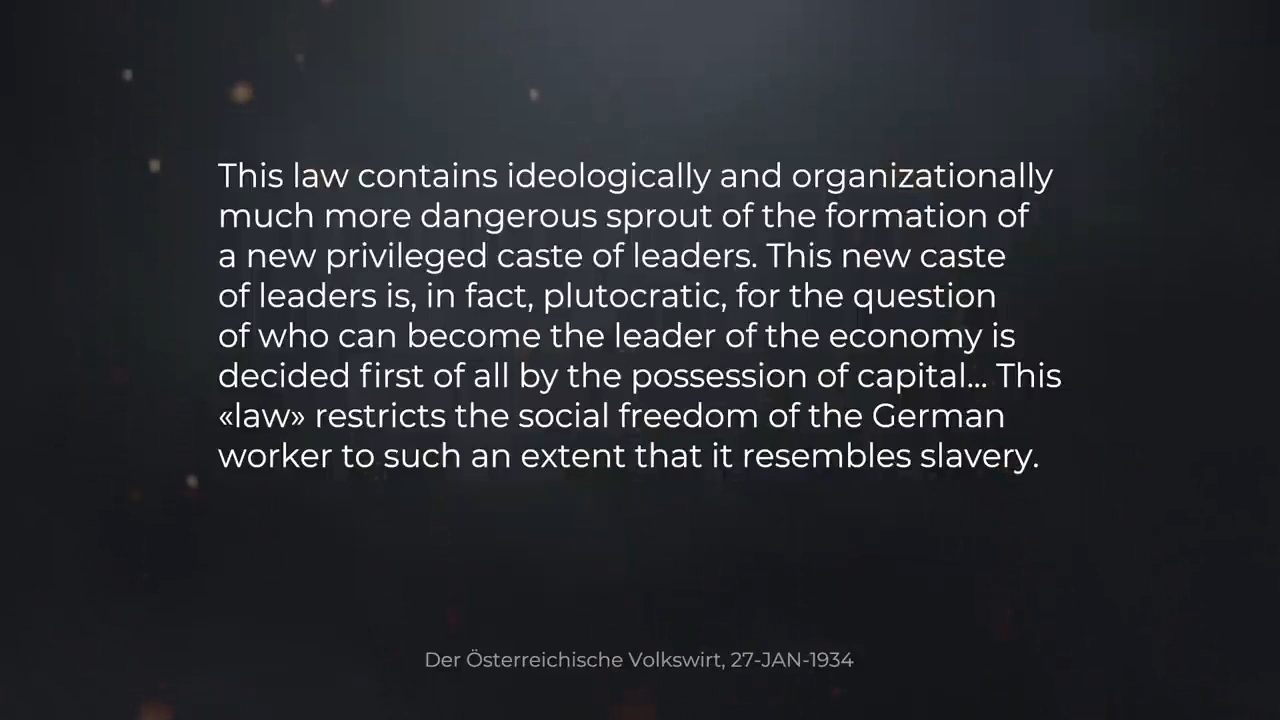 This law contains ideologically and organizationally
much more dangerous sprout of the formation of
a new privileged caste of leaders. This new caste
of leaders is, in fact, plutocratic, for the question
of who can become the leader of the economy is
decided first of all by the possession of capital... This
«law» restricts the social freedom of the German
worker to such an extent that it resembles slavery.
Der Österreichische Volkswirt, 27-JAN-1934